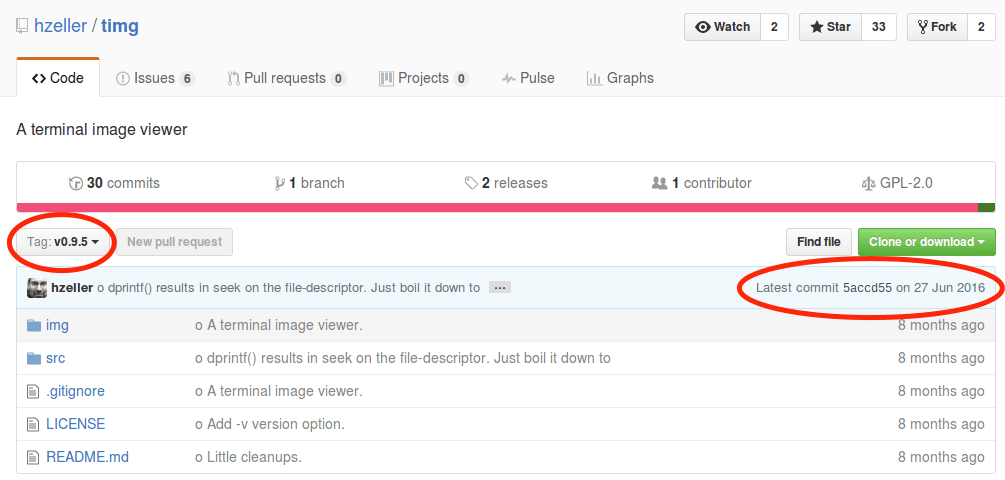 hzeller / timg
Watch 2 Star 33 Fork 2
Code Issues 6 Pull requests 0 Projects 0 Pulse Graphs
A terminal image viewer
30 commits 1 branch 2 releases 1 contributor GPL-2.0
Tag: v0.9.5 New pull request Find file Clone or download
hzeller o dprintf() results in seek on the file-descriptor. Just boil it down to ... Latest commit 5accd55 on 27 Jun 2016
img o A terminal image viewer. 8 months ago
src o dprintf() results in seek on the file-descriptor. Just boil it down to 8 months ago
.gitignore o A terminal image viewer. 8 months ago
LICENSE o Add -v version option. 8 months ago
README.md o Little cleanups. 8 months ago